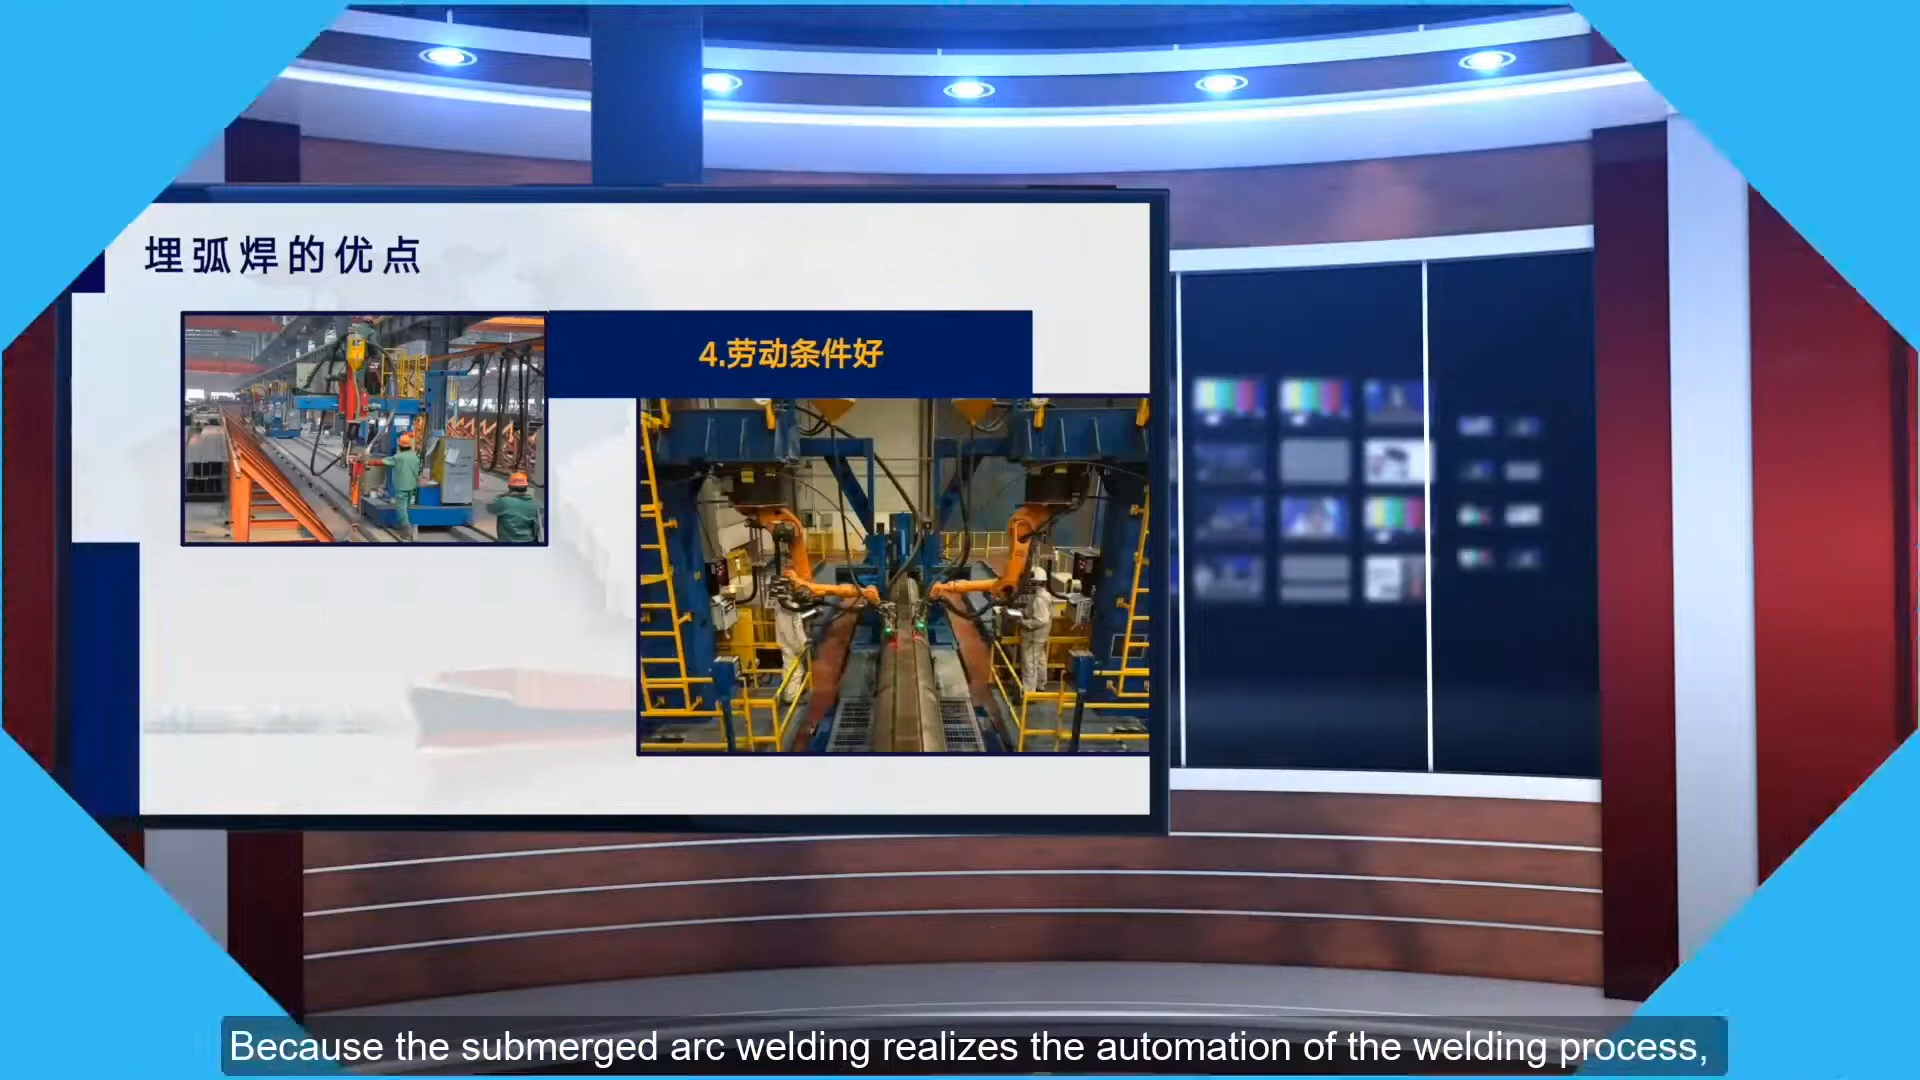 埋弧焊的优点
4.劳动条件好
Because the submerged arc welding realizes the automation of the welding process,